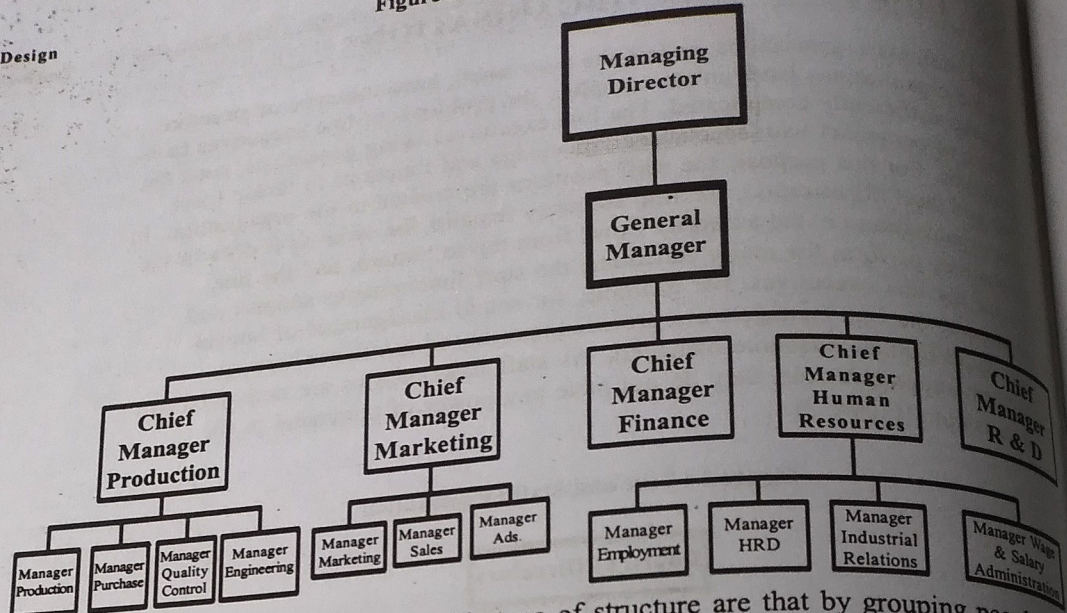 Figure
Design
Managing
Director
General
Manager
Chief
Manager
Production
Chief
Manager
Marketing
Chief
Manager
Finance
Chief
Manager
Human
Resources
Chief
Manager
R & D
Manager
Production
Manager
Purchase
Manager
Quality
Control
Manager
Engineering
Manager
Marketing
Manager
Sales
Manager
Ads.
Manager
Employment
Manager
HRD
Manager
Industrial
Relations
Manager Wage
& Salary
Administration
of structure are that by grouping